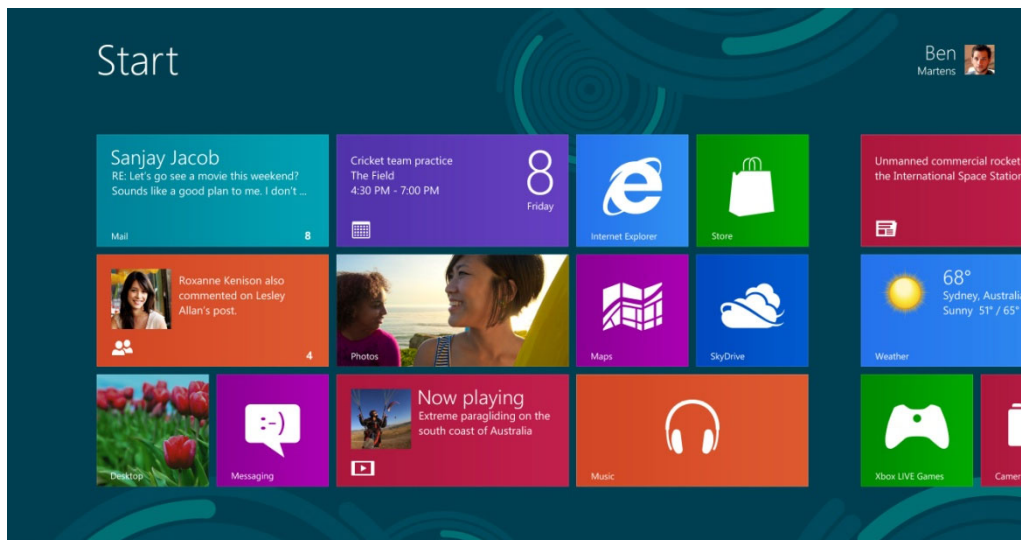 Start
Ben
Martens
Sanjay Jacob
RE: Let's go see a movie this weekend?
Sounds like a good plan to me. I don't ...
Mail
8
Cricket team practice
The Field
4:30 PM - 7:00 PM
8
Friday
Internet Explorer
Store
Unmanned commercial rocket
the International Space Station
Roxanne Kenison also
commented on Lesley
Allan's post.
4
Photos
Maps
SkyDrive
68°
Sydney, Australia
Sunny 51° / 65°
Weather
Desktop
:-)
Messaging
Now playing
Extreme paragliding on the
south coast of Australia
Music
Xbox LIVE Games
Camer